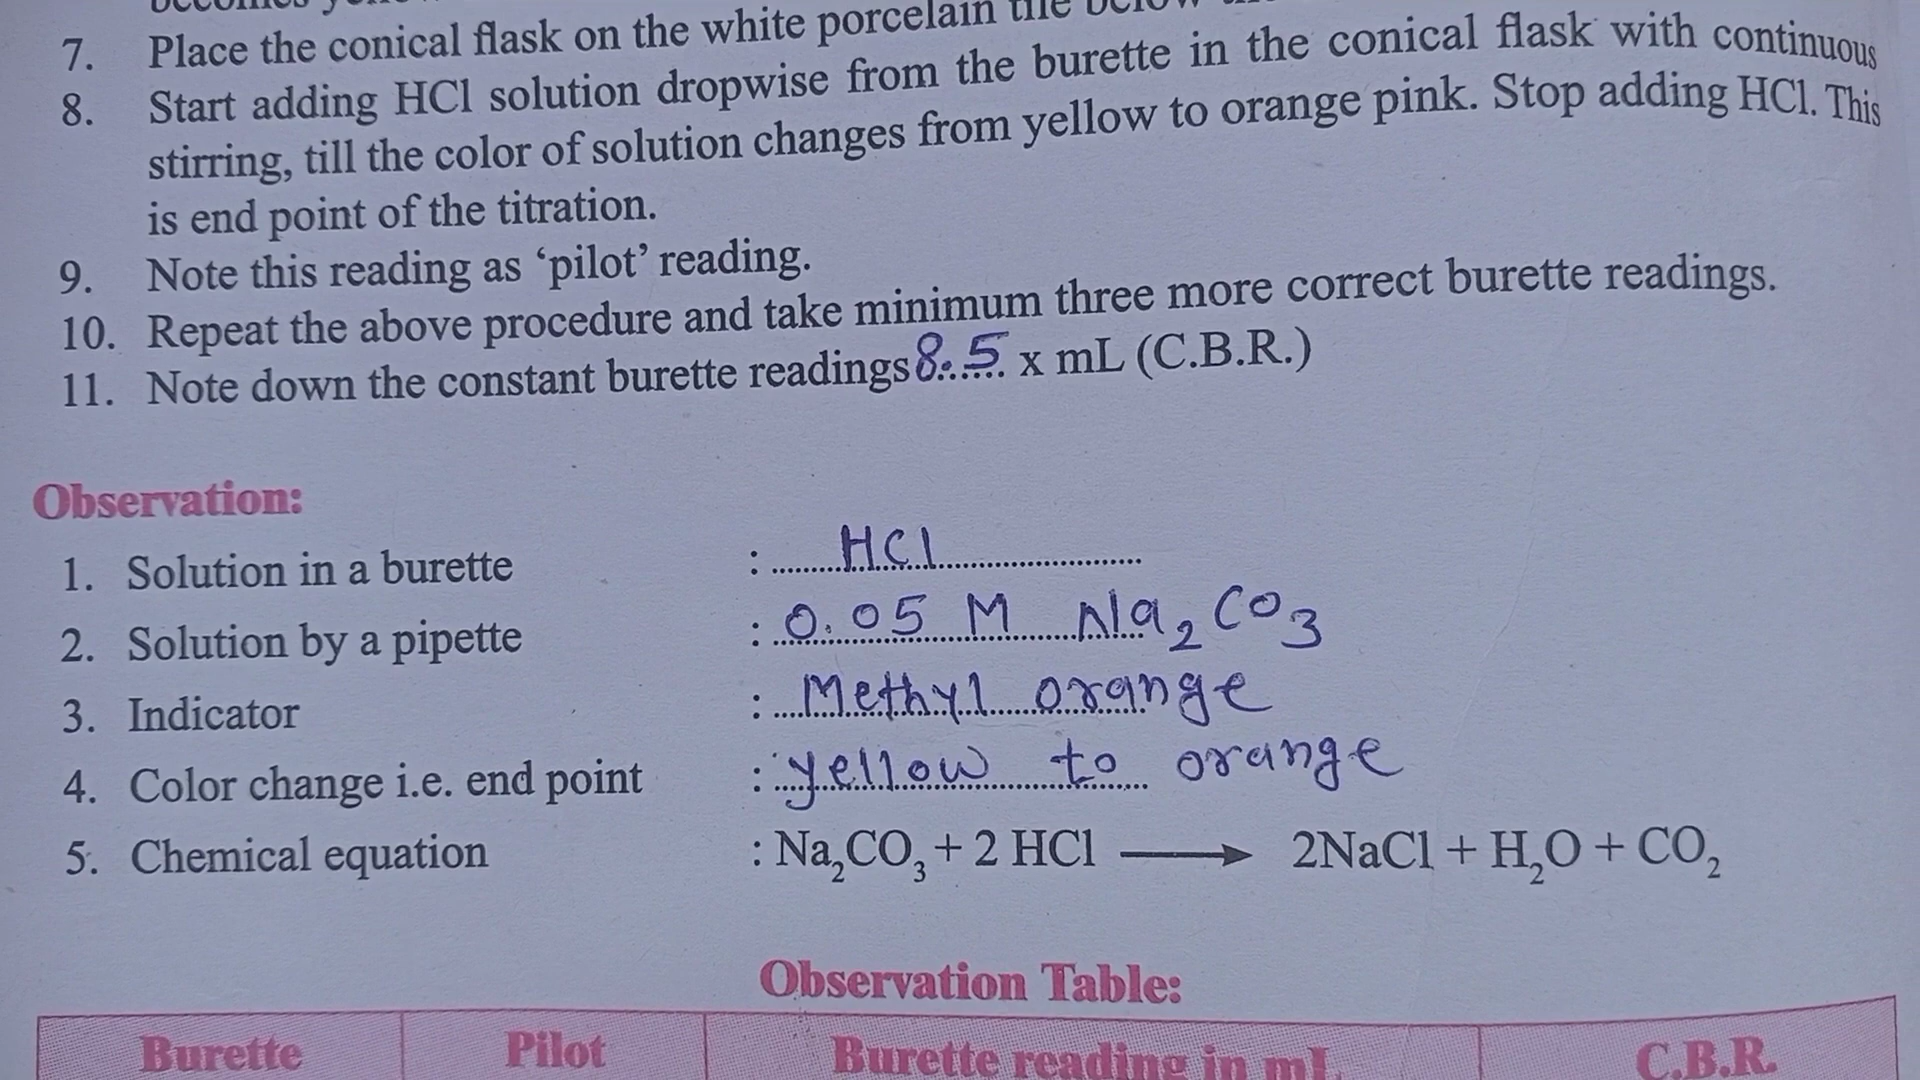 7. Place the conical flask on the white porcelain tile below
8. Start adding HCl solution dropwise from the burette in the conical flask with continuous
stirring, till the color of solution changes from yellow to orange pink. Stop adding HCl. This
is end point of the titration.
9. Note this reading as ‘pilot’ reading.
10. Repeat the above procedure and take minimum three more correct burette readings.
11. Note down the constant burette readings 8.5 x mL (C.B.R.)
Observation:
1. Solution in a burette : HCl
2. Solution by a pipette : 0.05 M Na₂CO₃
3. Indicator : Methyl orange
4. Color change i.e. end point : yellow to orange
5. Chemical equation : Na₂CO₃ + 2 HCl ⟶ 2NaCl + H₂O + CO₂
Observation Table:
Burette Pilot Burette reading in mL C.B.R.